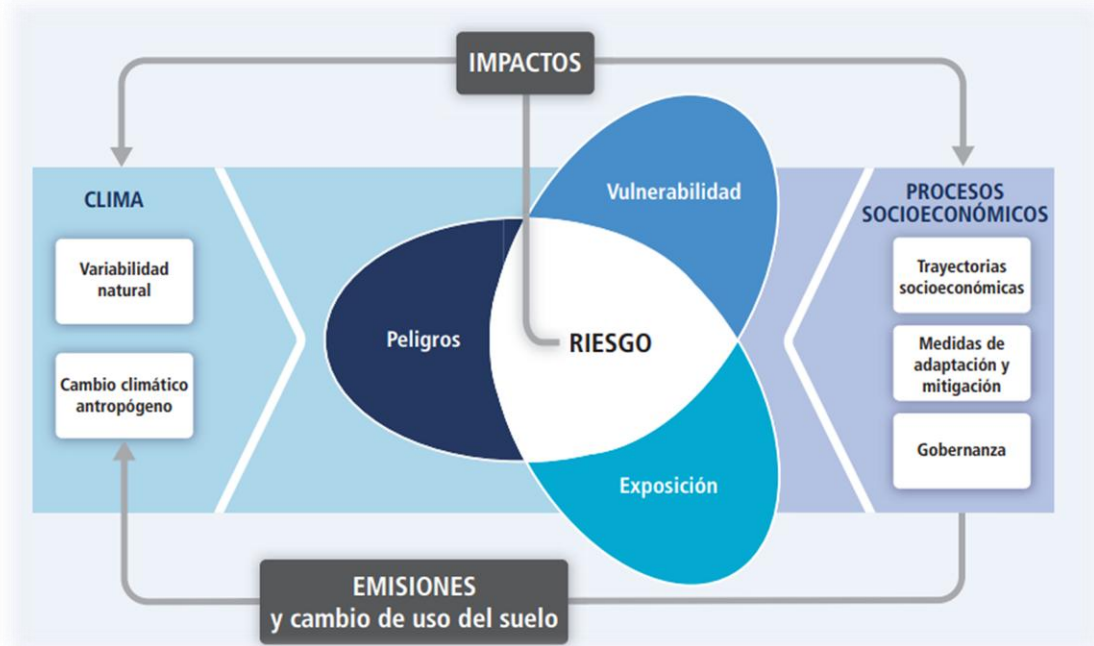 IMPACTOS
CLIMA
Variabilidad
natural
Cambio climático
antropógeno
Peligros
RIESGO
Vulnerabilidad
Exposición
PROCESOS
SOCIOECONÓMICOS
Trayectorias
socioeconómicas
Medidas de
adaptación y
mitigación
Gobernanza
EMISIONES
y cambio de uso del suelo